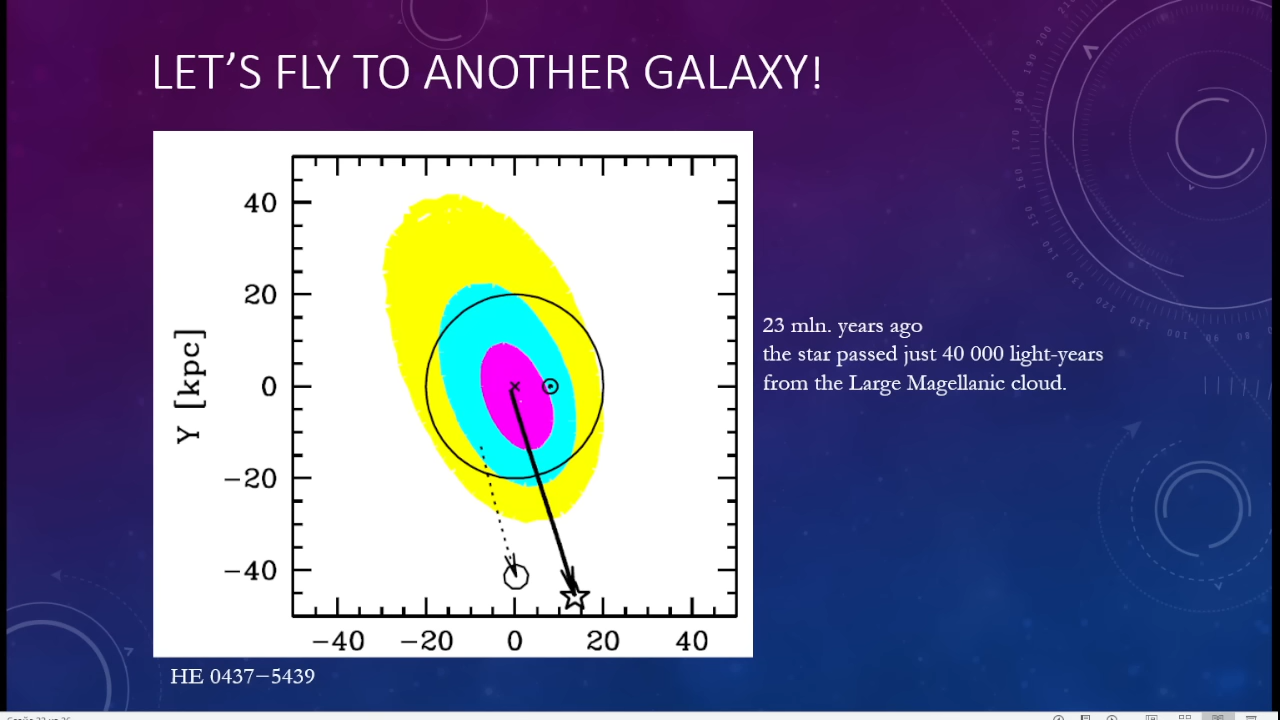 LET'S FLY TO ANOTHER GALAXY!
40
20
0
−20
−40
Y [kpc]
−40 −20 0 20 40
23 mln. years ago
the star passed just 40 000 light-years
from the Large Magellanic cloud.
HE 0437−5439